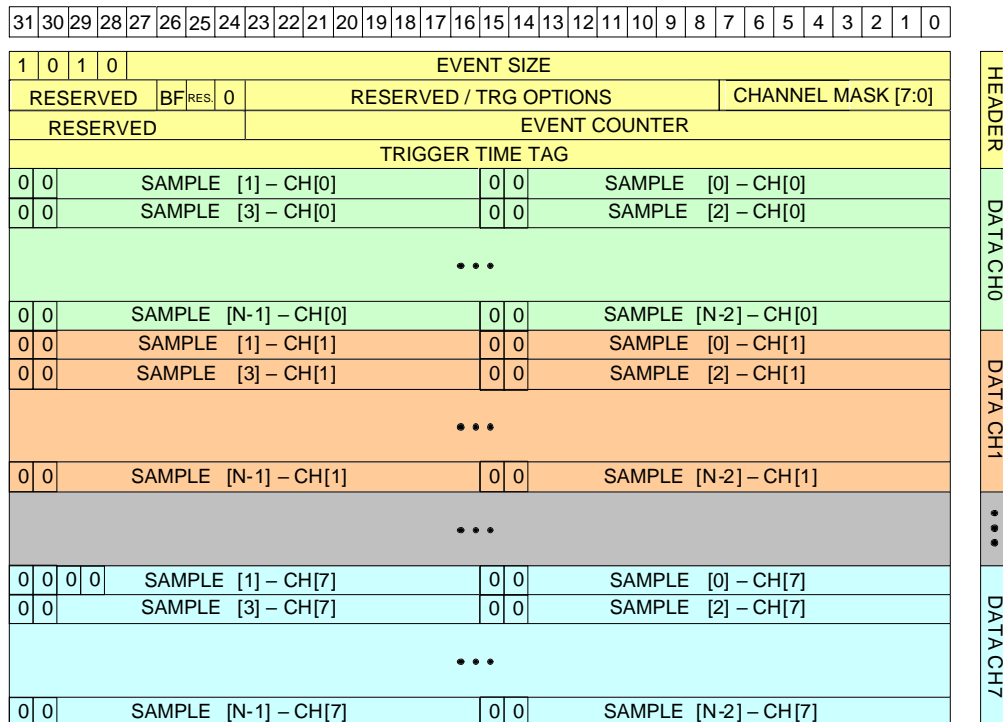 31 30 29 28 27 26 25 24 23 22 21 20 19 18 17 16 15 14 13 12 11 10 9 8 7 6 5 4 3 2 1 0
1 0 1 0 EVENT SIZE
RESERVED BF RES. 0 RESERVED / TRG OPTIONS CHANNEL MASK [7:0]
RESERVED EVENT COUNTER
TRIGGER TIME TAG
HEADER
0 0 SAMPLE [1] – CH[0] 0 0 SAMPLE [0] – CH[0]
0 0 SAMPLE [3] – CH[0] 0 0 SAMPLE [2] – CH[0]
• • •
0 0 SAMPLE [N-1] – CH[0] 0 0 SAMPLE [N-2] – CH[0]
DATA CH0
0 0 SAMPLE [1] – CH[1] 0 0 SAMPLE [0] – CH[1]
0 0 SAMPLE [3] – CH[1] 0 0 SAMPLE [2] – CH[1]
• • •
0 0 SAMPLE [N-1] – CH[1] 0 0 SAMPLE [N-2] – CH[1]
DATA CH1
• • •
• • •
0 0 0 0 SAMPLE [1] – CH[7] 0 0 SAMPLE [0] – CH[7]
0 0 SAMPLE [3] – CH[7] 0 0 SAMPLE [2] – CH[7]
• • •
0 0 SAMPLE [N-1] – CH[7] 0 0 SAMPLE [N-2] – CH[7]
DATA CH7